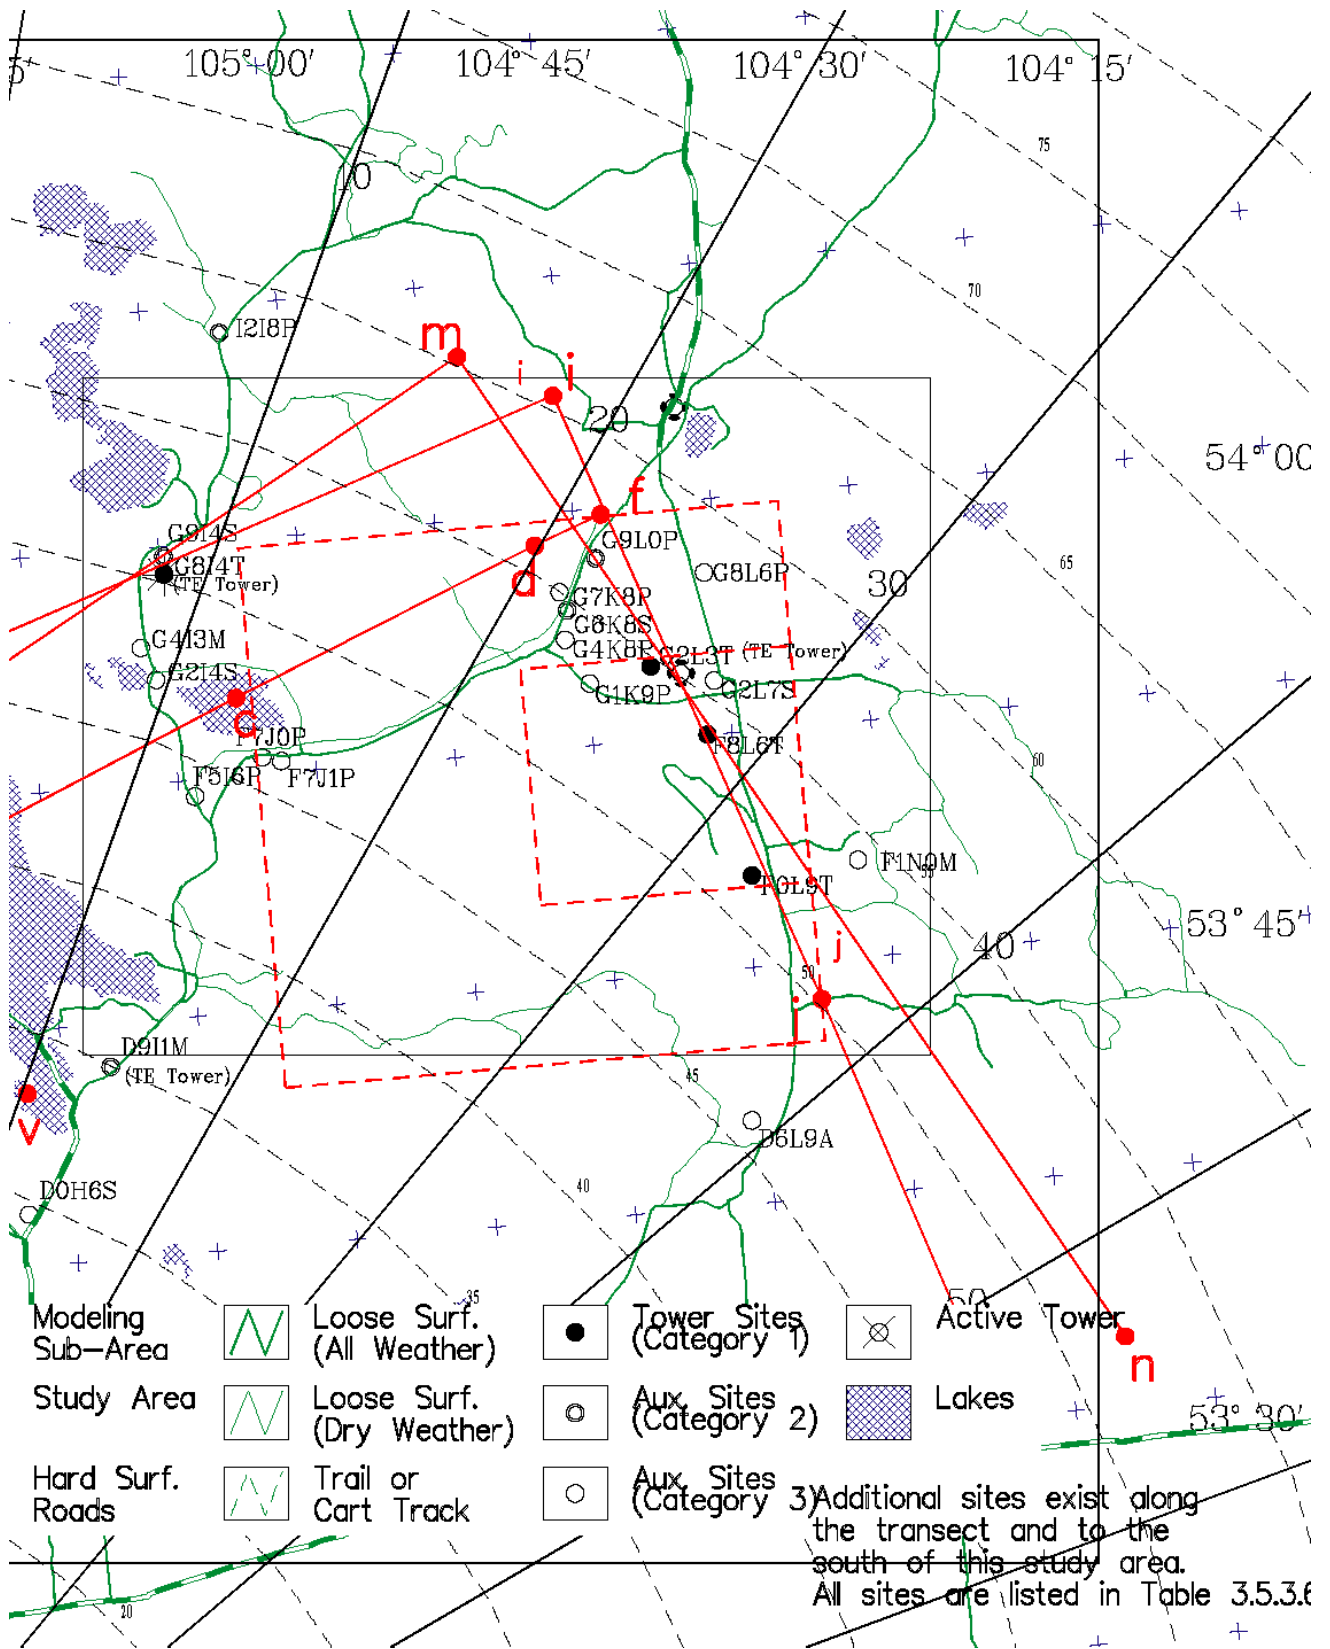 5'
105° 00'
104° 45'
104° 30'
104° 15'
75
10
70
I2I8P
m
i
i
20
54° 00
f
G9I4S
G9L0P
65
G8I4T
(TE Tower)
d
G8L6P
30
G7K8P
G6K8S
G4I3M
G4K8P
G2L3T (TE Tower)
G2I4S
G1K9P
G2L7S
c
F7J0P
F8L6T
60
F5I6P
F7J1P
F1N0M
F0L9T
55
53° 45'
j
40
50
j
D9I1M
(TE Tower)
45
v
D6L9A
D0H6S
40
35
50
Modeling
Sub-Area
Loose Surf.
(All Weather)
Tower Sites
(Category 1)
Active Tower
n
Study Area
Loose Surf.
(Dry Weather)
Aux. Sites
(Category 2)
Lakes
53° 30'
Hard Surf.
Roads
Trail or
Cart Track
Aux. Sites
(Category 3)
Additional sites exist along
the transect and to the
south of this study area.
All sites are listed in Table 3.5.3.6
20